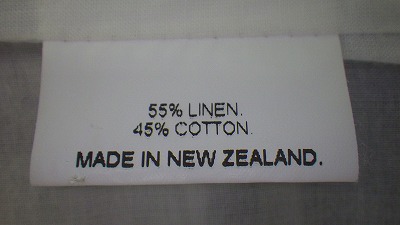 55% LINEN.
45% COTTON.
MADE IN NEW ZEALAND.